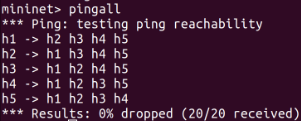 mininet> pingall
*** Ping: testing ping reachability
h1 -> h2 h3 h4 h5
h2 -> h1 h3 h4 h5
h3 -> h1 h2 h4 h5
h4 -> h1 h2 h3 h5
h5 -> h1 h2 h3 h4
*** Results: 0% dropped (20/20 received)